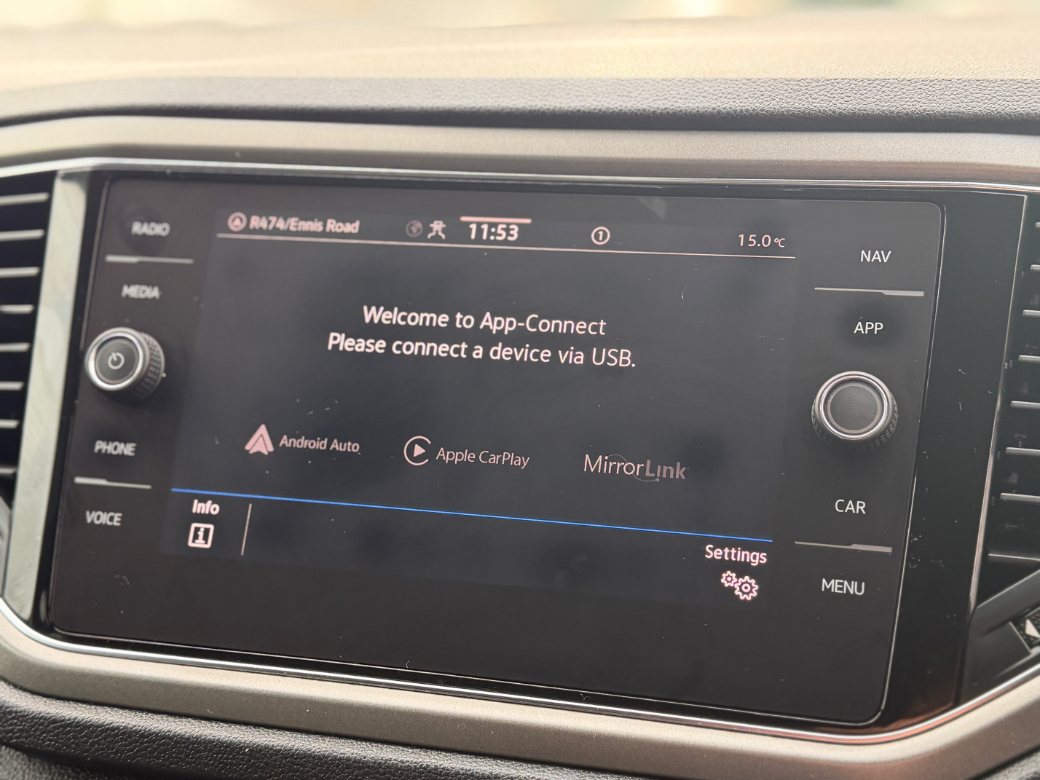 RADIO
MEDIA
PHONE
VOICE
R474/Ennis Road
11:53
1
15.0°C
Welcome to App-Connect
Please connect a device via USB.
Android Auto
Apple CarPlay
MirrorLink
Info
i
Settings
NAV
APP
CAR
MENU